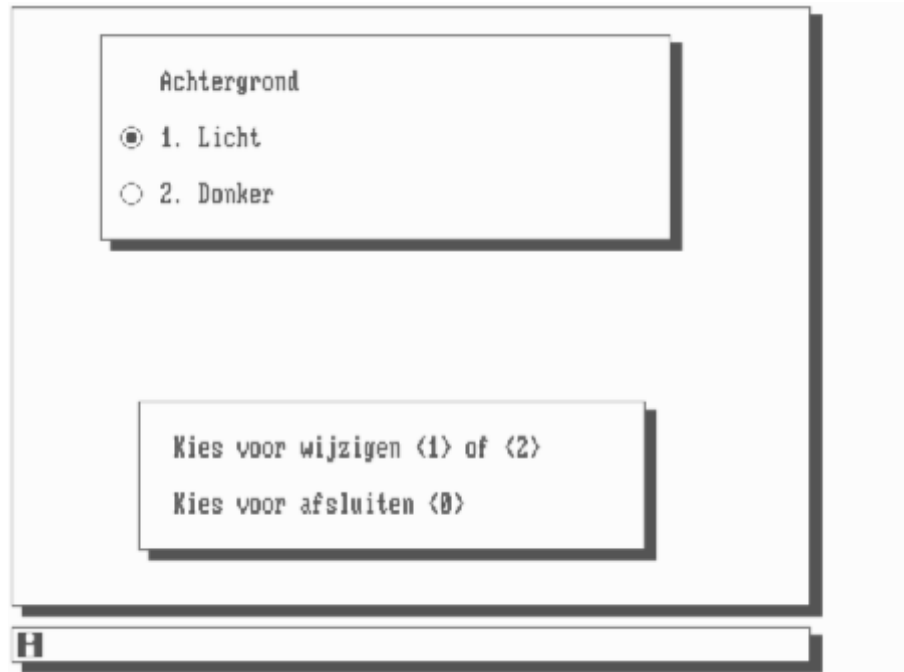 Achtergrond
1. Licht
2. Donker
Kies voor wijzigen <1> of <2>
Kies voor afsluiten <0>